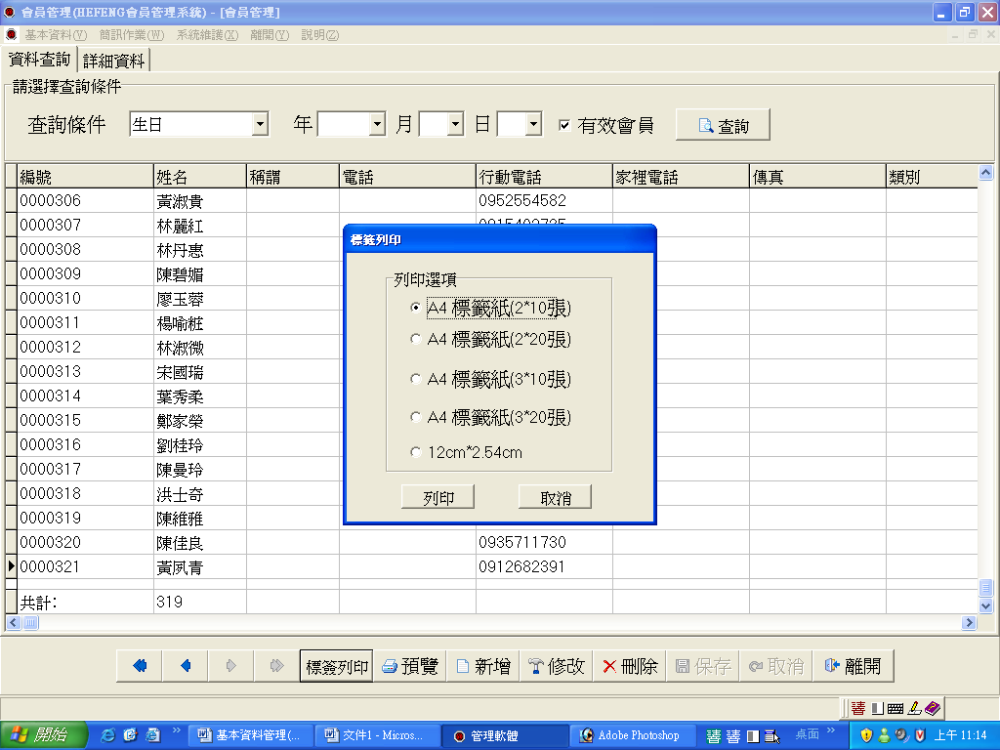 會員管理(HEFENG會員管理系統) - [會員管理]
基本資料(Y) 簡訊作業(W) 系統維護(X) 離開(Y) 說明(Z)
資料查詢 詳細資料
請選擇查詢條件
查詢條件 生日 年 月 日 有效會員 查詢
編號 姓名 稱謂 電話 行動電話 家裡電話 傳真 類別
0000306 黃淑貴 0952554582
0000307 林麗紅
0000308 林丹惠
0000309 陳碧媚
0000310 廖玉蓉
0000311 楊喻粧
0000312 林淑微
0000313 宋國瑞
0000314 葉秀柔
0000315 鄭家榮
0000316 劉桂玲
0000317 陳曼玲
0000318 洪士奇
0000319 陳維雅
0000320 陳佳良 0935711730
0000321 黃夙青 0912682391
共計: 319
標簽列印
列印選項
A4 標籤紙(2*10張)
A4 標籤紙(2*20張)
A4 標籤紙(3*10張)
A4 標籤紙(3*20張)
12cm*2.54cm
列印 取消
標簽列印 預覽 新增 修改 刪除 保存 取消 離開
開始 基本資料管理(... 文件1 - Micros... 管理軟體 Adobe Photoshop 桌面 上午 11:14